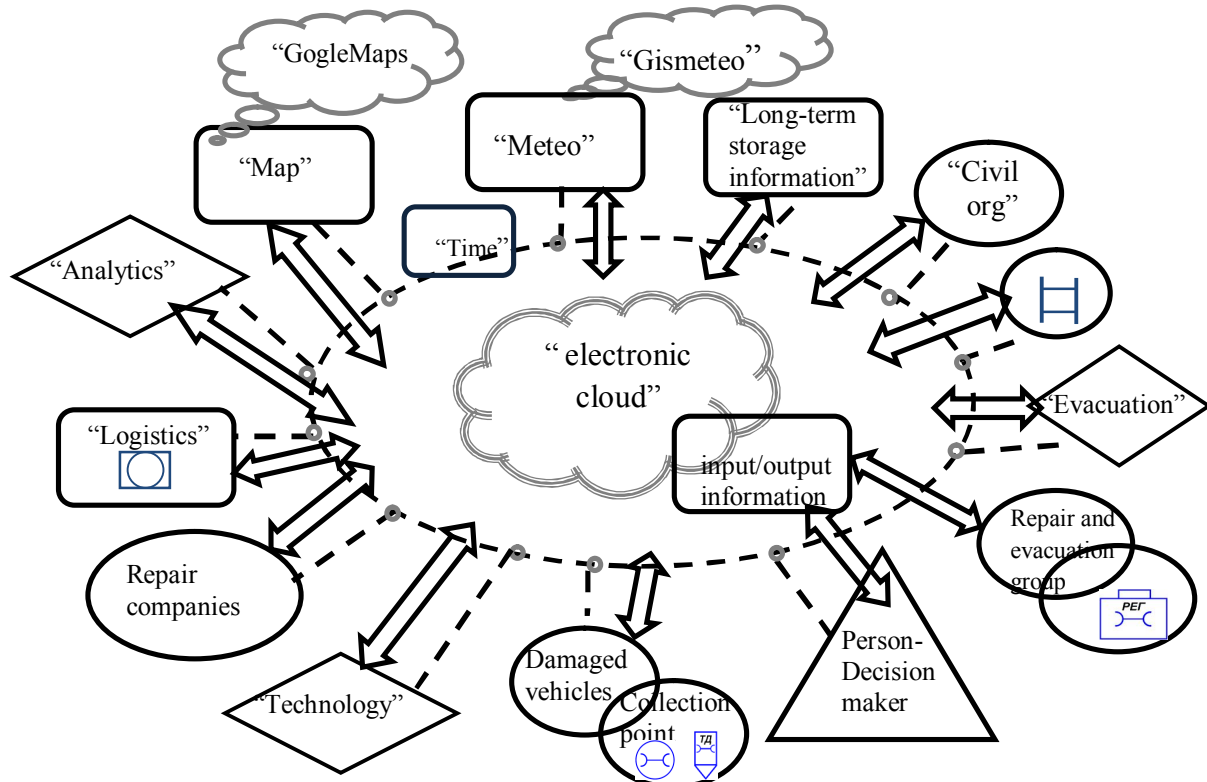 “GogleMaps
“Gismeteo”
“Map”
“Meteo”
“Long-term
storage
information”
“Civil
org”
“Time”
“Analytics”
“ electronic
cloud”
“Evacuation”
“Logistics”
input/output
information
Repair and
evacuation
group
РЕГ
Repair
companies
Person-
Decision
maker
Damaged
vehicles
“Technology”
Collection
point
ТД